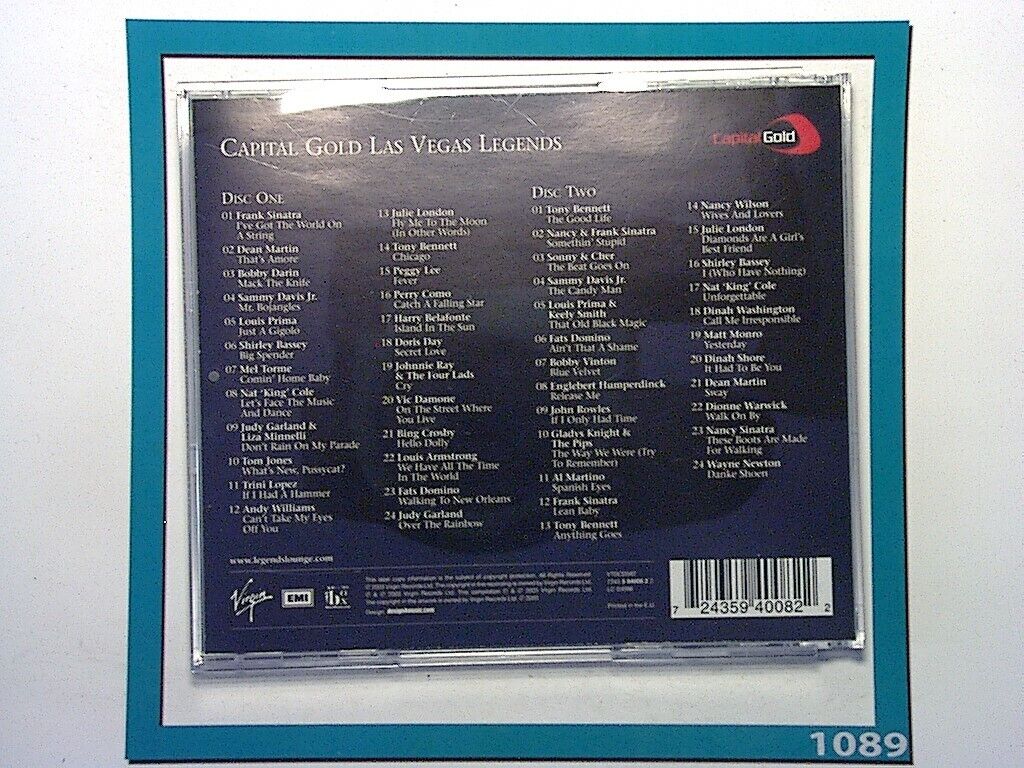 CAPITAL GOLD LAS VEGAS LEGENDS
Capital Gold
DISC ONE
01 Frank Sinatra
I've Got The World On
A String
02 Dean Martin
That's Amore
03 Bobby Darin
Mack The Knife
04 Sammy Davis Jr.
Mr. Bojangles
05 Louis Prima
Just A Gigolo
06 Shirley Bassey
Big Spender
07 Mel Torme
Comin' Home Baby
08 Nat 'King' Cole
Let's Face The Music
And Dance
09 Judy Garland &
Liza Minnelli
Don't Rain On My Parade
10 Tom Jones
What's New, Pussycat?
11 Trini Lopez
If I Had A Hammer
12 Andy Williams
Can't Take My Eyes
Off You
13 Julie London
Fly Me To The Moon
(In Other Words)
14 Tony Bennett
Chicago
15 Peggy Lee
Fever
16 Perry Como
Catch A Falling Star
17 Harry Belafonte
Island In The Sun
18 Doris Day
Secret Love
19 Johnnie Ray
& The Four Lads
Cry
20 Vic Damone
On The Street Where
You Live
21 Bing Crosby
Hello Dolly
22 Louis Armstrong
We Have All The Time
In The World
23 Fats Domino
Walking To New Orleans
24 Judy Garland
Over The Rainbow
DISC TWO
01 Tony Bennett
The Good Life
02 Nancy & Frank Sinatra
Somethin' Stupid
03 Sonny & Cher
The Beat Goes On
04 Sammy Davis Jr.
The Candy Man
05 Louis Prima &
Keely Smith
That Old Black Magic
06 Fats Domino
Ain't That A Shame
07 Bobby Vinton
Blue Velvet
08 Englebert Humperdinck
Release Me
09 John Rowles
If I Only Had Time
10 Gladys Knight &
The Pips
The Way We Were (Try
To Remember)
11 Al Martino
Spanish Eyes
12 Frank Sinatra
Lean Baby
13 Tony Bennett
Anything Goes
14 Nancy Wilson
Wives And Lovers
15 Julie London
Diamonds Are A Girl's
Best Friend
16 Shirley Bassey
I (Who Have Nothing)
17 Nat 'King' Cole
Unforgettable
18 Dinah Washington
Call Me Irresponsible
19 Matt Monro
Yesterday
20 Dinah Shore
It Had To Be You
21 Dean Martin
Sway
22 Dionne Warwick
Walk On By
23 Nancy Sinatra
These Boots Are Made
For Walking
24 Wayne Newton
Danke Shoen
www.legendslounge.com
Virgin
EMI
This label copy information is the subject of copyright protection. All Rights Reserved.
Printed in the E.U.
7 24359 40082 2
1089